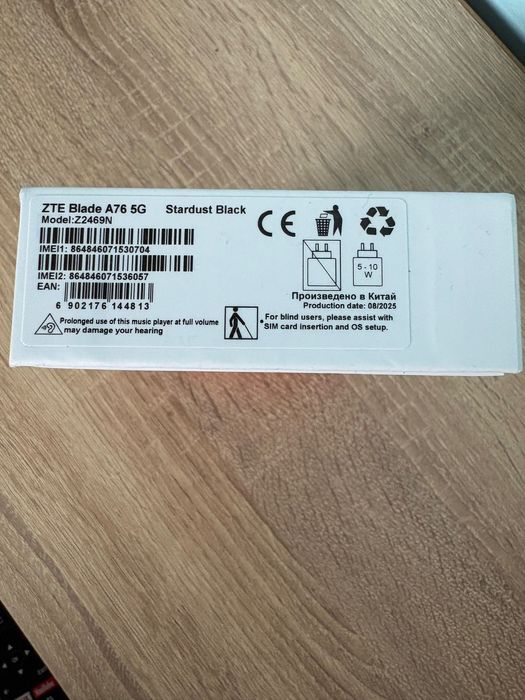 ZTE Blade A76 5G Stardust Black
Model:Z2469N
IMEI1: 864846071530704
IMEI2: 864846071536057
EAN:
6 902176 144813
Prolonged use of this music player at full volume
may damage your hearing
CE
5 - 10
W
Произведено в Китай
Production date: 08/2025
•For blind users, please assist with
SIM card insertion and OS setup.